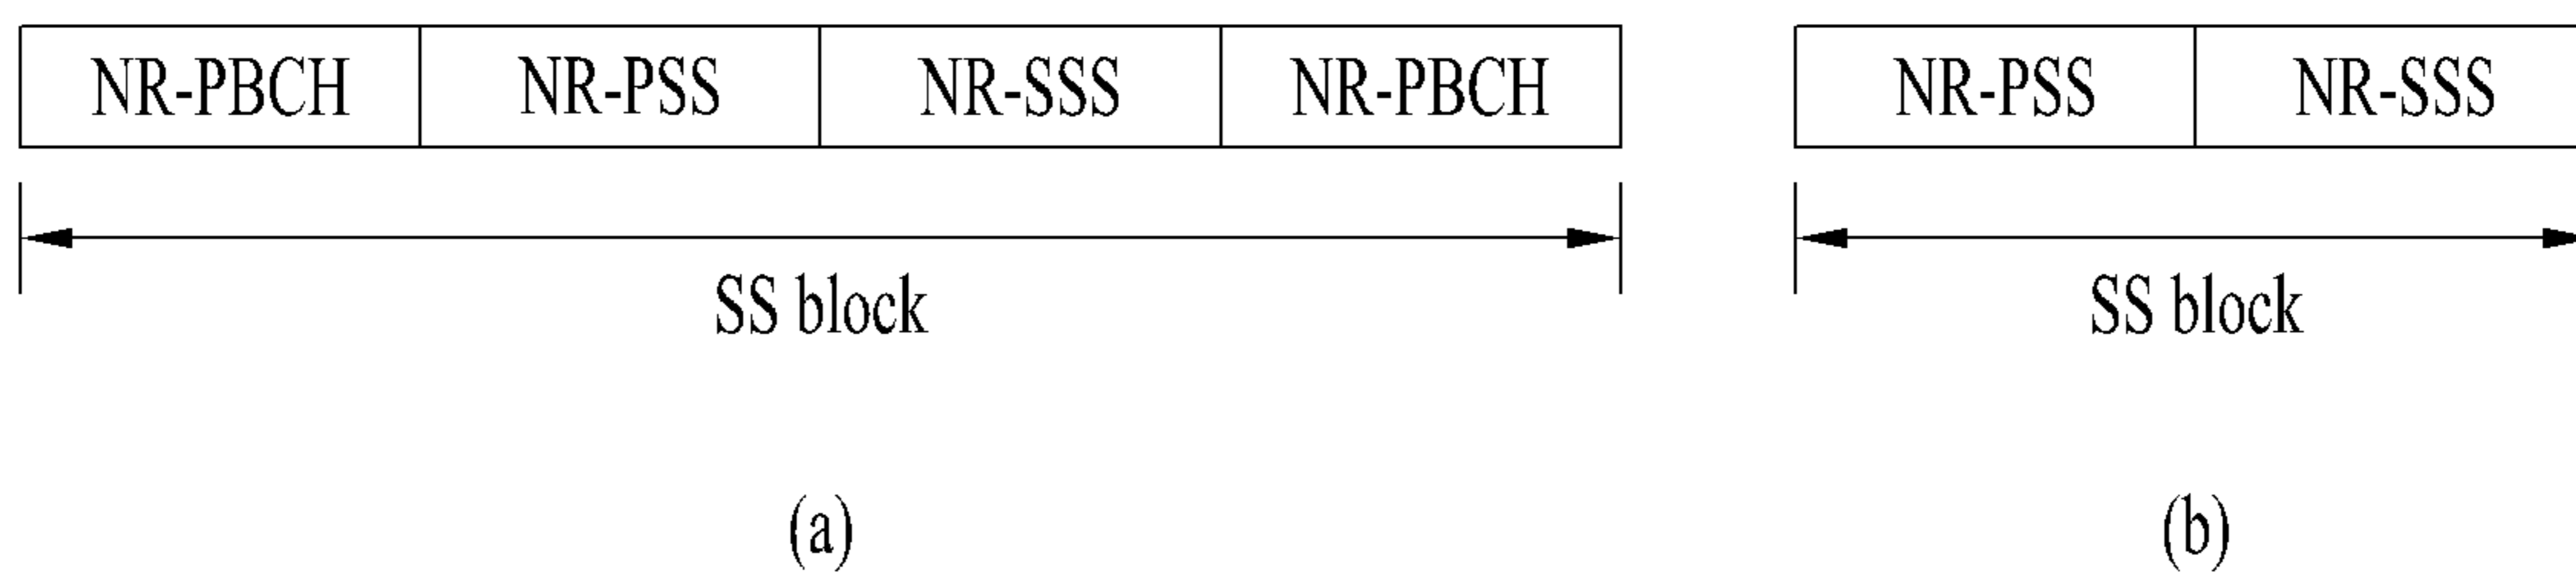 NR-PBCH NR-PSS NR-SSS NR-PBCH NR-PSS NR-SSS
SS block SS block
(a) (b)